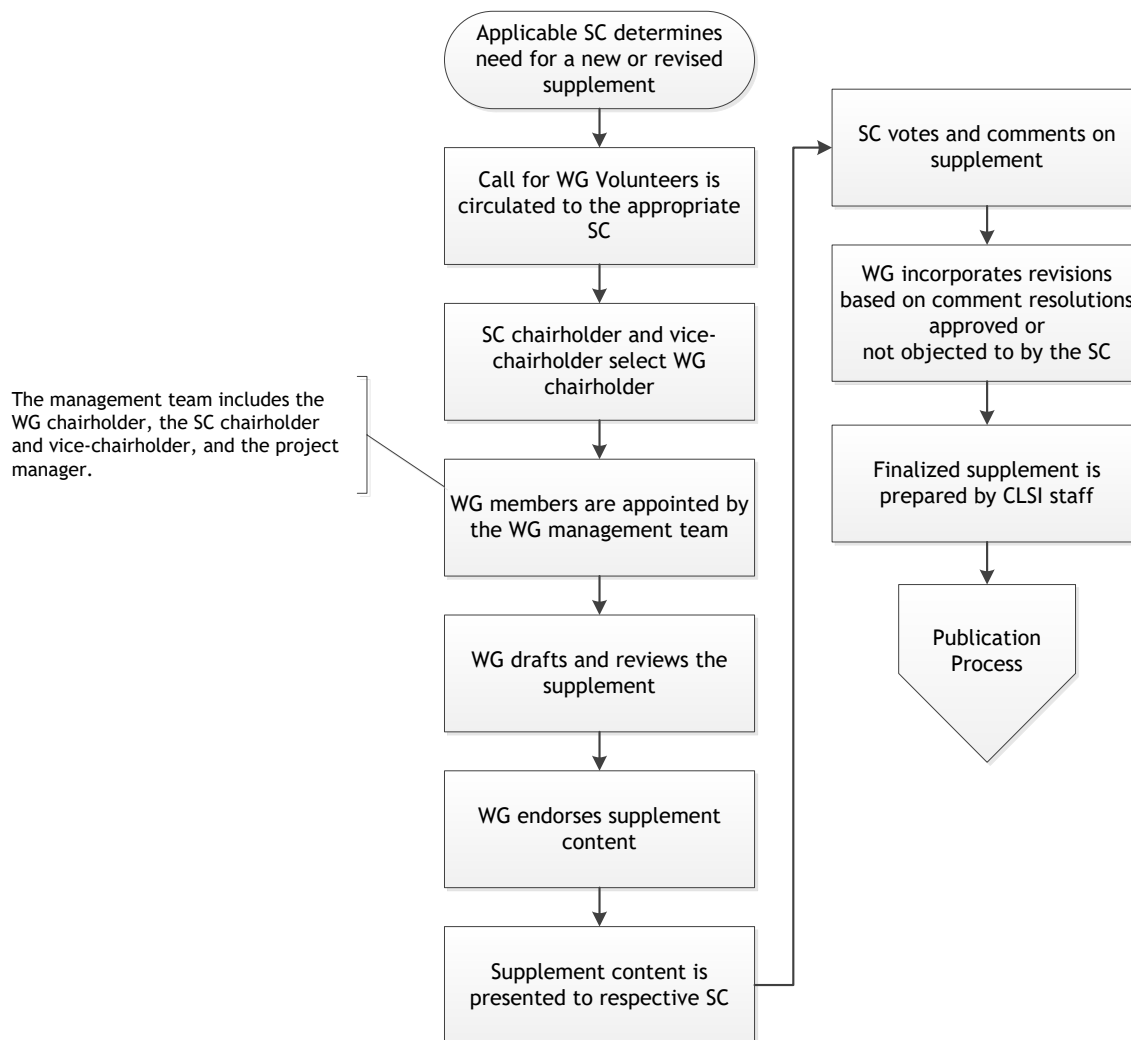 Applicable SC determines
need for a new or revised
supplement
Call for WG Volunteers is
circulated to the appropriate
SC
SC chairholder and vice-
chairholder select WG
chairholder
The management team includes the
WG chairholder, the SC chairholder
and vice-chairholder, and the project
manager.
WG members are appointed by
the WG management team
WG drafts and reviews the
supplement
WG endorses supplement
content
Supplement content is
presented to respective SC
SC votes and comments on
supplement
WG incorporates revisions
based on comment resolutions
approved or
not objected to by the SC
Finalized supplement is
prepared by CLSI staff
Publication
Process